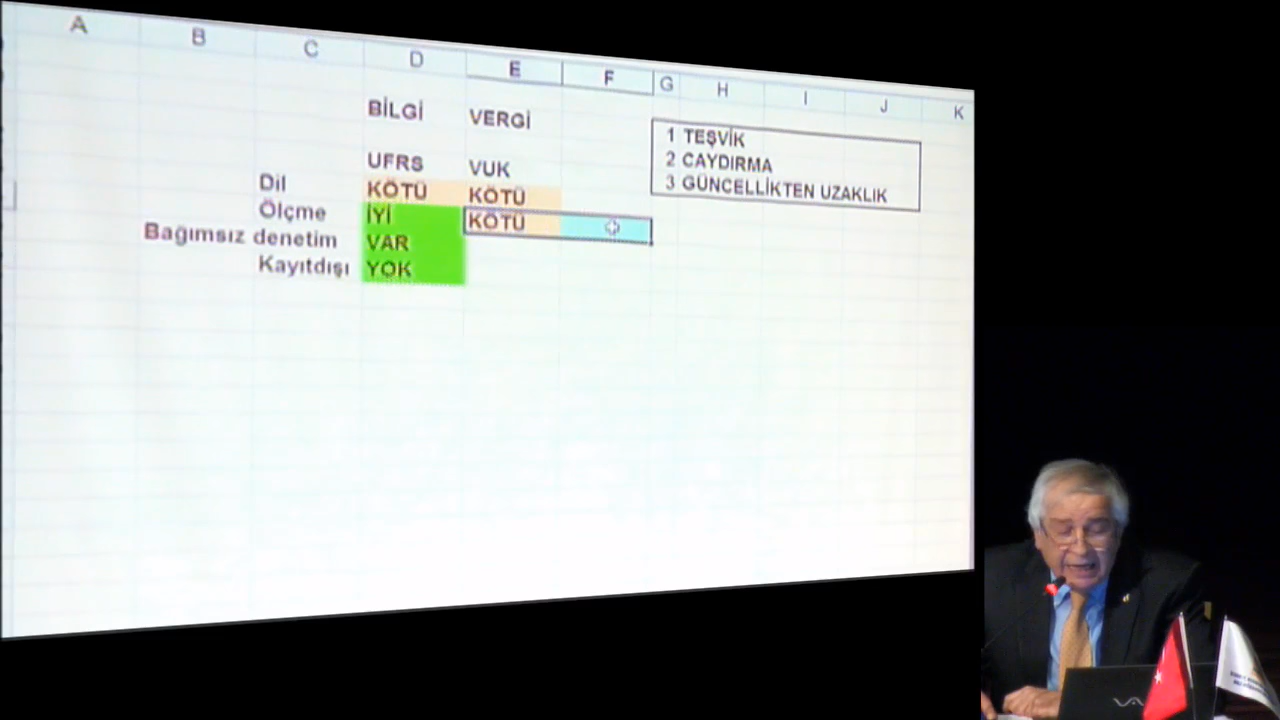 A B C D E F G H I J K
BİLGİ VERGİ
1 TEŞVİK
UFRS VUK
2 CAYDIRMA
Dil KÖTÜ KÖTÜ
3 GÜNCELLİKTEN UZAKLIK
Ölçme İYİ KÖTÜ
Bağımsız denetim VAR
Kayıtdışı YOK
VAIO